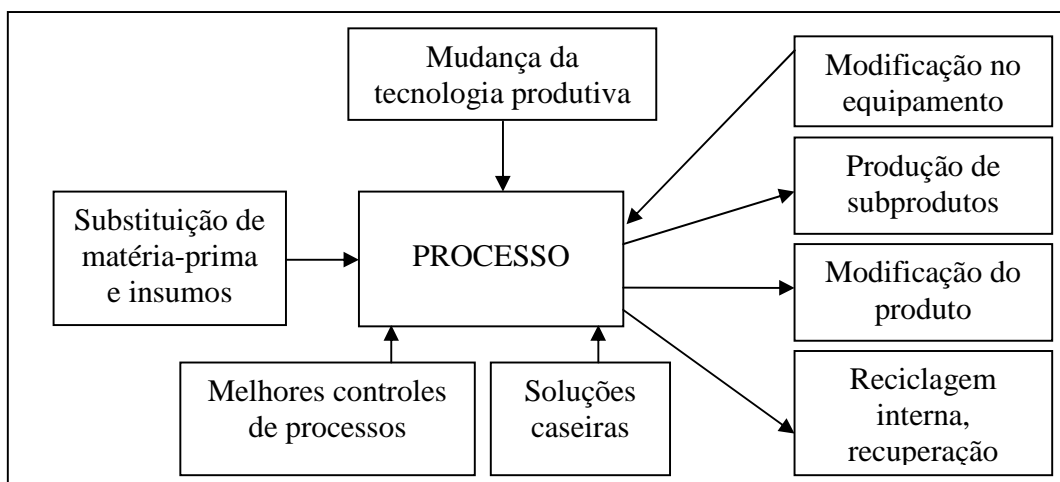 Mudança da
tecnologia produtiva
Modificação no
equipamento
Produção de
subprodutos
Substituição de
matéria-prima
e insumos
PROCESSO
Modificação do
produto
Melhores controles
de processos
Soluções
caseiras
Reciclagem
interna,
recuperação